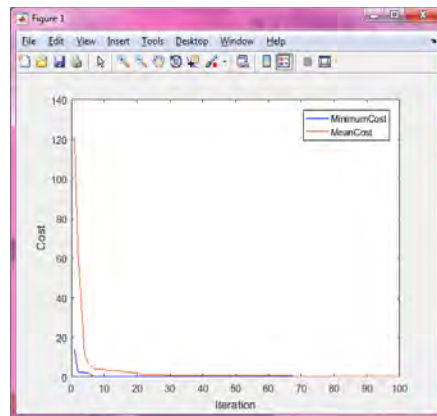 Figure 1
File Edit View Insert Tools Desktop Window Help
MinimumCost
MeanCost
140
120
100
80
60
40
20
0
Cost
0 10 20 30 40 50 60 70 80 90 100
Iteration